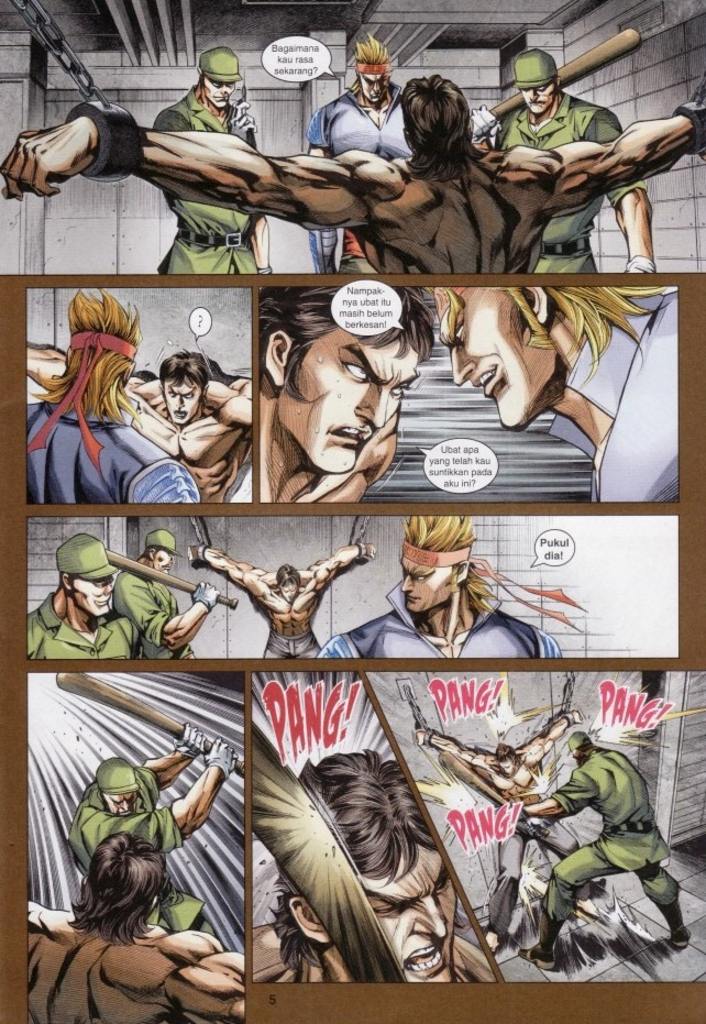 Bagaimana
kau rasa
sekarang?
?
Nampak-
nya ubat itu
masih belum
berkesan!
Ubat apa
yang telah kau
suntikkan pada
aku ini?
Pukul
dia!
PANG!
PANG!
PANG!
PANG!
5